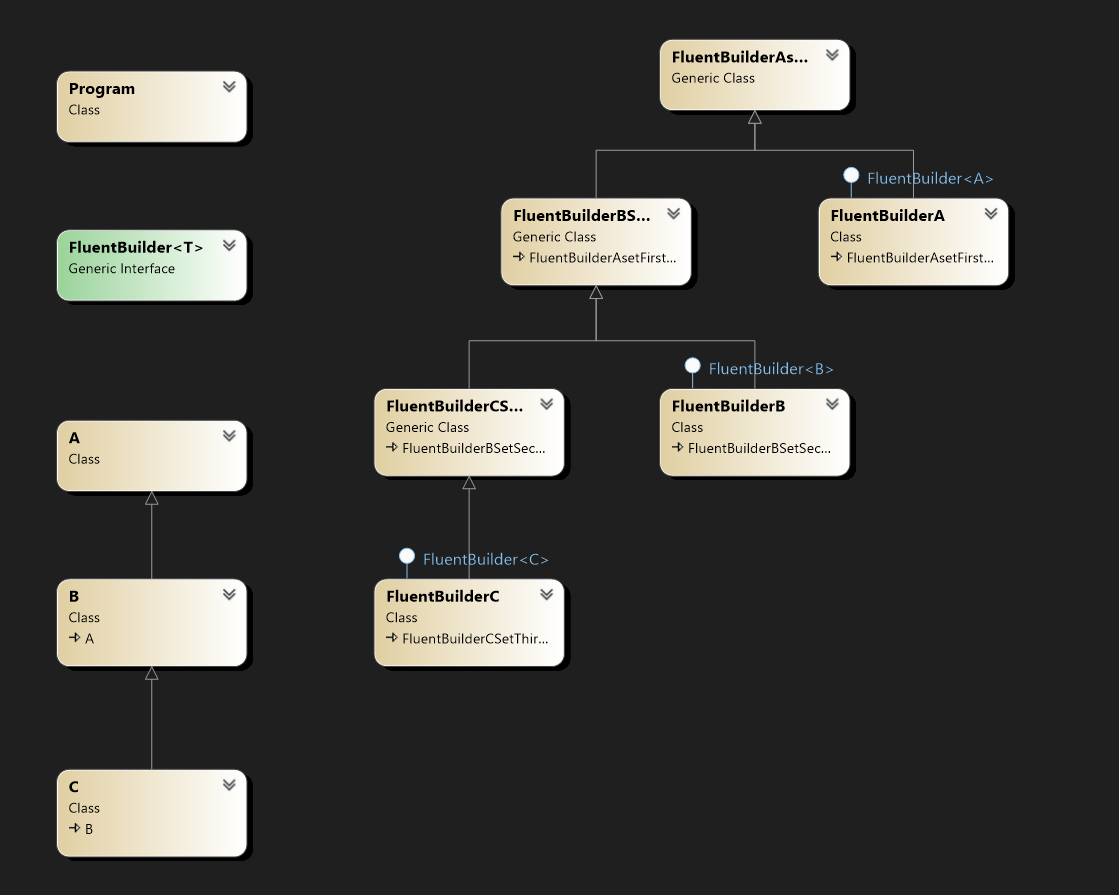 FluentBuilderAs...
Generic Class
Program
Class
FluentBuilder<A>
FluentBuilderBS...
Generic Class
FluentBuilderAsetFirst...
FluentBuilderA
Class
FluentBuilderAsetFirst...
FluentBuilder<T>
Generic Interface
FluentBuilder<B>
FluentBuilderCS...
Generic Class
FluentBuilderBSetSec...
FluentBuilderB
Class
FluentBuilderBSetSec...
A
Class
FluentBuilder<C>
B
Class
A
FluentBuilderC
Class
FluentBuilderCSetThir...
C
Class
B